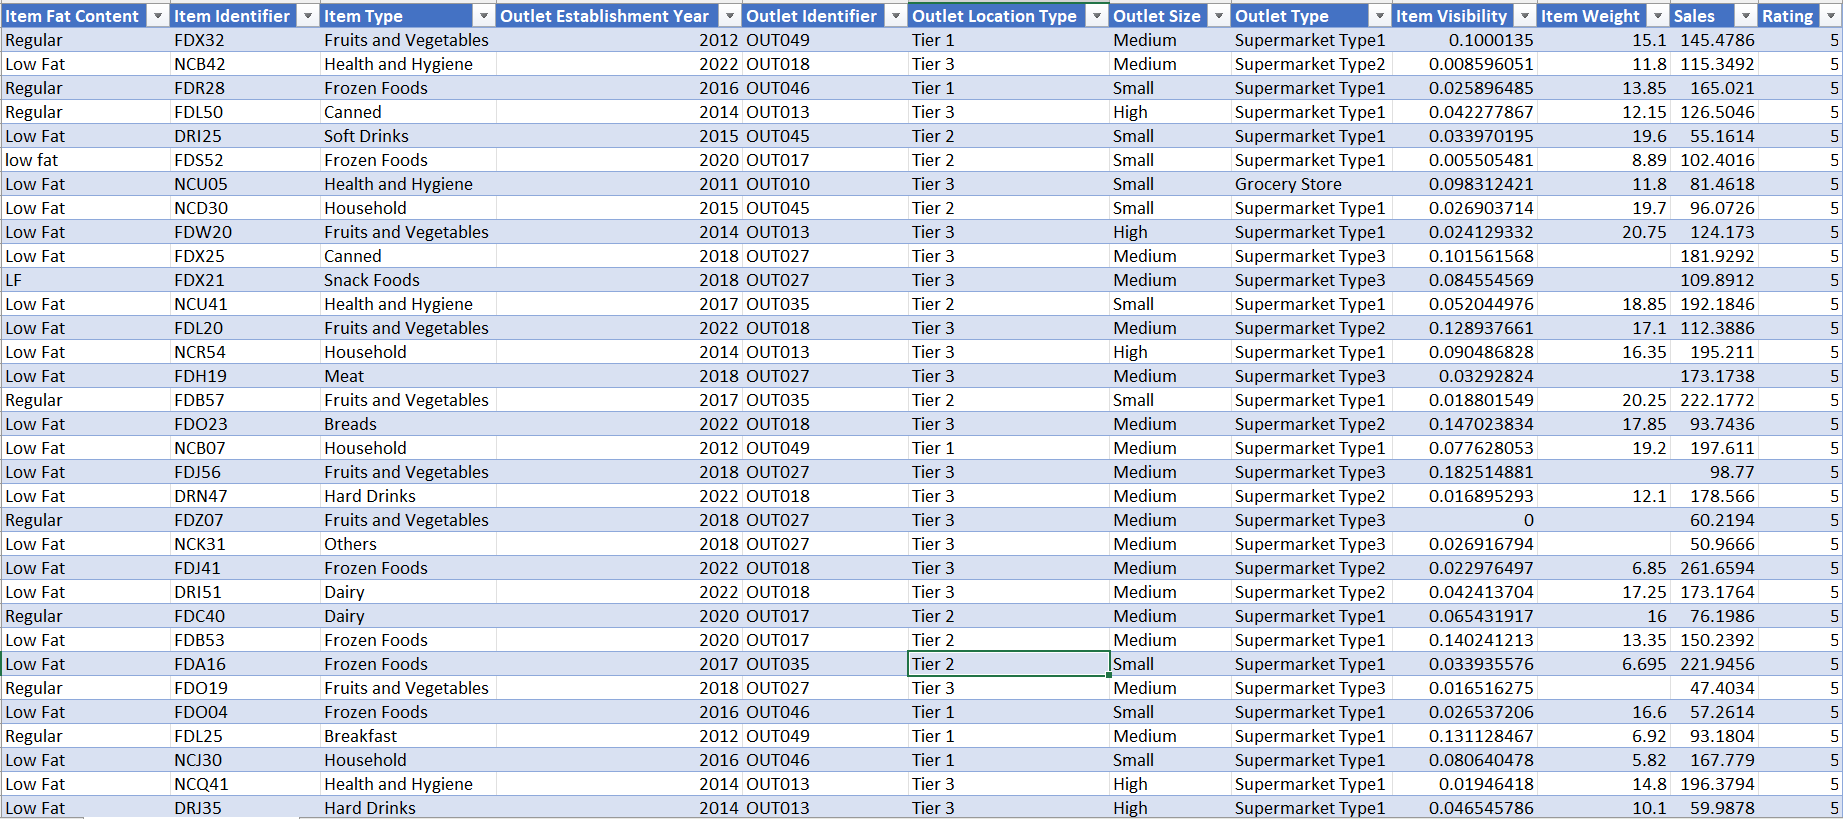 Item Fat Content Item Identifier Item Type Outlet Establishment Year Outlet Identifier Outlet Location Type Outlet Size Outlet Type Item Visibility Item Weight Sales Rating
Regular FDX32 Fruits and Vegetables 2012 OUT049 Tier 1 Medium Supermarket Type1 0.1000135 15.1 145.4786 5
Low Fat NCB42 Health and Hygiene 2022 OUT018 Tier 3 Medium Supermarket Type2 0.008596051 11.8 115.3492 5
Regular FDR28 Frozen Foods 2016 OUT046 Tier 1 Small Supermarket Type1 0.025896485 13.85 165.021 5
Regular FDL50 Canned 2014 OUT013 Tier 3 High Supermarket Type1 0.042277867 12.15 126.5046 5
Low Fat DRI25 Soft Drinks 2015 OUT045 Tier 2 Small Supermarket Type1 0.033970195 19.6 55.1614 5
low fat FDS52 Frozen Foods 2020 OUT017 Tier 2 Small Supermarket Type1 0.005505481 8.89 102.4016 5
Low Fat NCU05 Health and Hygiene 2011 OUT010 Tier 3 Small Grocery Store 0.098312421 11.8 81.4618 5
Low Fat NCD30 Household 2015 OUT045 Tier 2 Small Supermarket Type1 0.026903714 19.7 96.0726 5
Low Fat FDW20 Fruits and Vegetables 2014 OUT013 Tier 3 High Supermarket Type1 0.024129332 20.75 124.173 5
Low Fat FDX25 Canned 2018 OUT027 Tier 3 Medium Supermarket Type3 0.101561568 181.9292 5
LF FDX21 Snack Foods 2018 OUT027 Tier 3 Medium Supermarket Type3 0.084554569 109.8912 5
Low Fat NCU41 Health and Hygiene 2017 OUT035 Tier 2 Small Supermarket Type1 0.052044976 18.85 192.1846 5
Low Fat FDL20 Fruits and Vegetables 2022 OUT018 Tier 3 Medium Supermarket Type2 0.128937661 17.1 112.3886 5
Low Fat NCR54 Household 2014 OUT013 Tier 3 High Supermarket Type1 0.090486828 16.35 195.211 5
Low Fat FDH19 Meat 2018 OUT027 Tier 3 Medium Supermarket Type3 0.03292824 173.1738 5
Regular FDB57 Fruits and Vegetables 2017 OUT035 Tier 2 Small Supermarket Type1 0.018801549 20.25 222.1772 5
Low Fat FDO23 Breads 2022 OUT018 Tier 3 Medium Supermarket Type2 0.147023834 17.85 93.7436 5
Low Fat NCB07 Household 2012 OUT049 Tier 1 Medium Supermarket Type1 0.077628053 19.2 197.611 5
Low Fat FDJ56 Fruits and Vegetables 2018 OUT027 Tier 3 Medium Supermarket Type3 0.182514881 98.77 5
Low Fat DRN47 Hard Drinks 2022 OUT018 Tier 3 Medium Supermarket Type2 0.016895293 12.1 178.566 5
Regular FDZ07 Fruits and Vegetables 2018 OUT027 Tier 3 Medium Supermarket Type3 0 60.2194 5
Low Fat NCK31 Others 2018 OUT027 Tier 3 Medium Supermarket Type3 0.026916794 50.9666 5
Low Fat FDJ41 Frozen Foods 2022 OUT018 Tier 3 Medium Supermarket Type2 0.022976497 6.85 261.6594 5
Low Fat DRI51 Dairy 2022 OUT018 Tier 3 Medium Supermarket Type2 0.042413704 17.25 173.1764 5
Regular FDC40 Dairy 2020 OUT017 Tier 2 Medium Supermarket Type1 0.065431917 16 76.1986 5
Low Fat FDB53 Frozen Foods 2020 OUT017 Tier 2 Medium Supermarket Type1 0.140241213 13.35 150.2392 5
Low Fat FDA16 Frozen Foods 2017 OUT035 Tier 2 Small Supermarket Type1 0.033935576 6.695 221.9456 5
Regular FDO19 Fruits and Vegetables 2018 OUT027 Tier 3 Medium Supermarket Type3 0.016516275 47.4034 5
Low Fat FDO04 Frozen Foods 2016 OUT046 Tier 1 Small Supermarket Type1 0.026537206 16.6 57.2614 5
Regular FDL25 Breakfast 2012 OUT049 Tier 1 Medium Supermarket Type1 0.131128467 6.92 93.1804 5
Low Fat NCJ30 Household 2016 OUT046 Tier 1 Small Supermarket Type1 0.080640478 5.82 167.779 5
Low Fat NCQ41 Health and Hygiene 2014 OUT013 Tier 3 High Supermarket Type1 0.01946418 14.8 196.3794 5
Low Fat DRJ35 Hard Drinks 2014 OUT013 Tier 3 High Supermarket Type1 0.046545786 10.1 59.9878 5